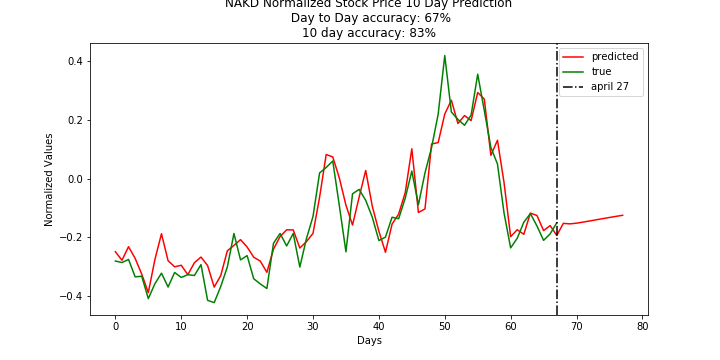 NAKD Normalized Stock Price 10 Day Prediction
Day to Day accuracy: 67%
10 day accuracy: 83%
predicted
true
april 27
Normalized Values
0.4
0.2
0.0
−0.2
−0.4
0 10 20 30 40 50 60 70 80
Days